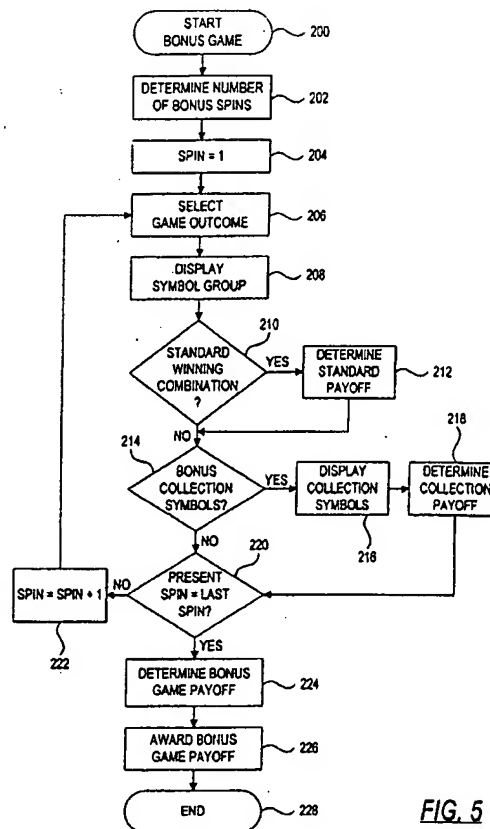 START
BONUS GAME
200
DETERMINE NUMBER
OF BONUS SPINS
202
SPIN = 1
204
SELECT
GAME OUTCOME
206
DISPLAY
SYMBOL GROUP
208
210
STANDARD
WINNING
COMBINATION
?
YES
DETERMINE
STANDARD
PAYOFF
212
NO
214
BONUS
COLLECTION
SYMBOLS?
YES
DISPLAY
COLLECTION
SYMBOLS
216
218
DETERMINE
COLLECTION
PAYOFF
NO
220
PRESENT
SPIN = LAST
SPIN?
NO
SPIN = SPIN + 1
222
YES
DETERMINE BONUS
GAME PAYOFF
224
AWARD BONUS
GAME PAYOFF
226
END
228
FIG. 5